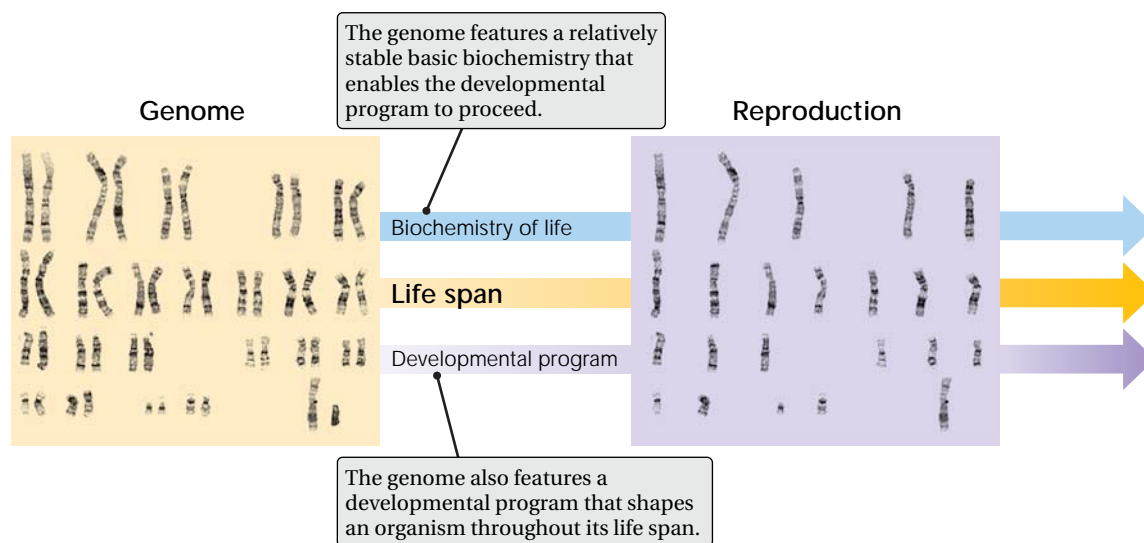 The genome features a relatively
stable basic biochemistry that
enables the developmental
program to proceed.
Genome
Reproduction
Biochemistry of life
Life span
Developmental program
The genome also features a
developmental program that shapes
an organism throughout its life span.